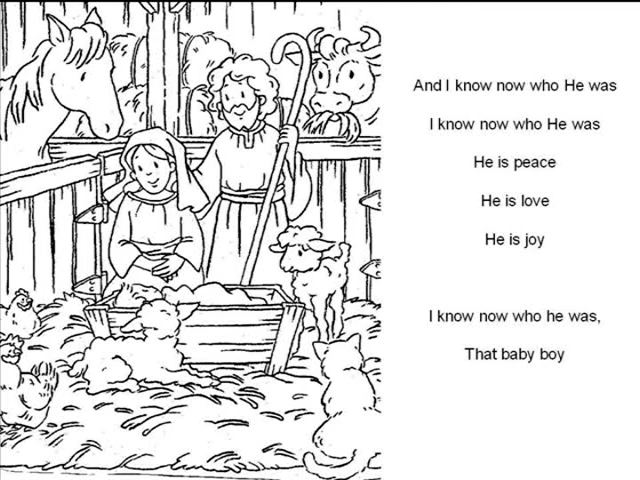 And I know now who He was
I know now who He was
He is peace
He is love
He is joy
I know now who he was,
That baby boy